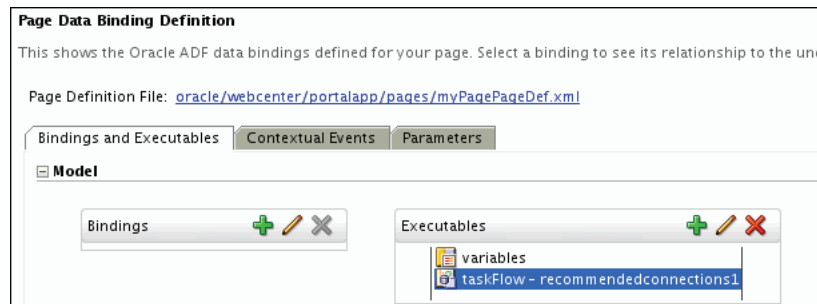 Page Data Binding Definition
This shows the Oracle ADF data bindings defined for your page. Select a binding to see its relationship to the
Page Definition File: oracle/webcenter/portalapp/pages/myPagePageDef.xml
Bindings and Executables Contextual Events Parameters
Model
Bindings Executables
variables
taskFlow - recommendedconnections1